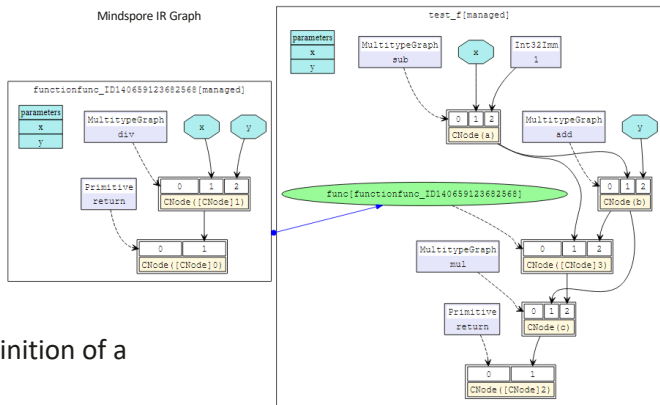 Mindspore IR Graph
functionfunc_ID140659123682568[managed]
parameters
x
y
MultitypeGraph
div
x
y
0 1 2
CNode([CNode]1)
Primitive
return
0 1
CNode([CNode]0)
inition of a
test_f[managed]
parameters
x
y
MultitypeGraph
sub
x
Int32Imm
1
0 1 2
CNode(a)
MultitypeGraph
add
y
0 1 2
CNode(b)
func[functionfunc_ID140659123682568]
0 1 2
CNode([CNode]3)
MultitypeGraph
mul
0 1 2
CNode(c)
Primitive
return
0 1
CNode([CNode]2)